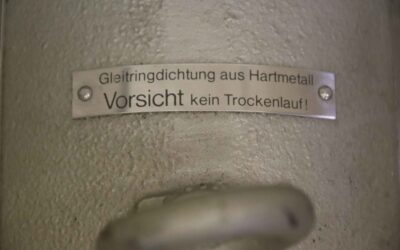 Gleitringdichtung aus Hartmetall
Vorsicht kein Trockenlauf!